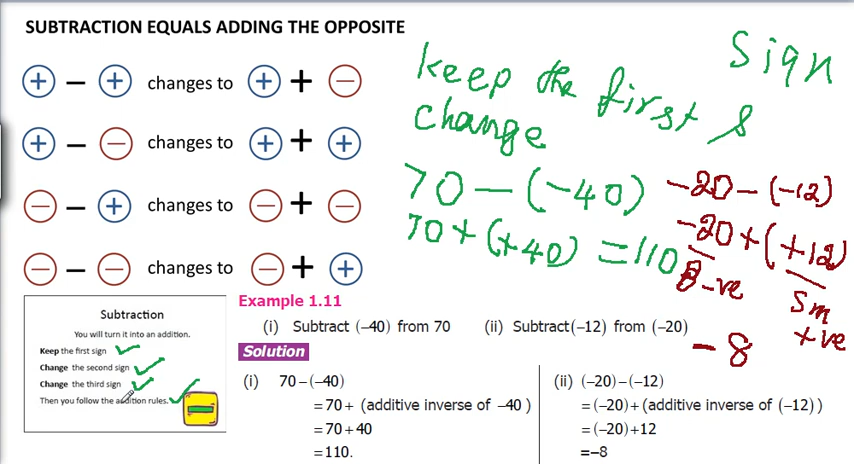 SUBTRACTION EQUALS ADDING THE OPPOSITE
+ − + changes to + + −
+ − − changes to + + +
− − + changes to − + −
− − − changes to − + +
Sign
keep the first s
change
70 − (−40)
70 + (+40) = 110
−20 − (−12)
−20 + (+12)
B −ve
Sm
+ve
−8
Subtraction
You will turn it into an addition.
Keep the first sign
Change the second sign
Change the third sign
Then you follow the addition rules.
Example 1.11
(i) Subtract (−40) from 70 (ii) Subtract(−12) from (−20)
Solution
(i) 70−(−40)
=70+ (additive inverse of −40 )
=70+40
=110.
(ii) (−20)−(−12)
=(−20)+(additive inverse of (−12))
=(−20)+12
=−8